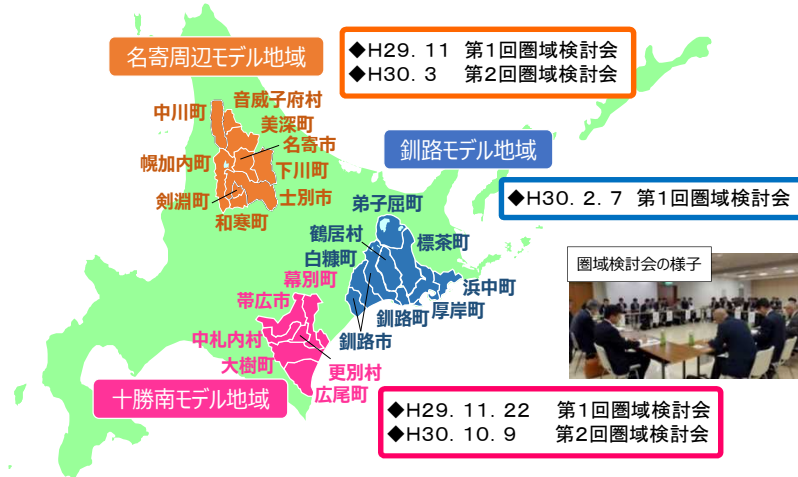 名寄周辺モデル地域
◆H29. 11 第1回圏域検討会
◆H30. 3 第2回圏域検討会
中川町
音威子府村
美深町
名寄市
幌加内町
下川町
剣淵町
士別市
和寒町
釧路モデル地域
◆H30. 2. 7 第1回圏域検討会
弟子屈町
鶴居村
標茶町
白糠町
浜中町
厚岸町
釧路町
釧路市
圏域検討会の様子
幕別町
帯広市
中札内村
大樹町
更別村
広尾町
十勝南モデル地域
◆H29. 11. 22 第1回圏域検討会
◆H30. 10. 9 第2回圏域検討会